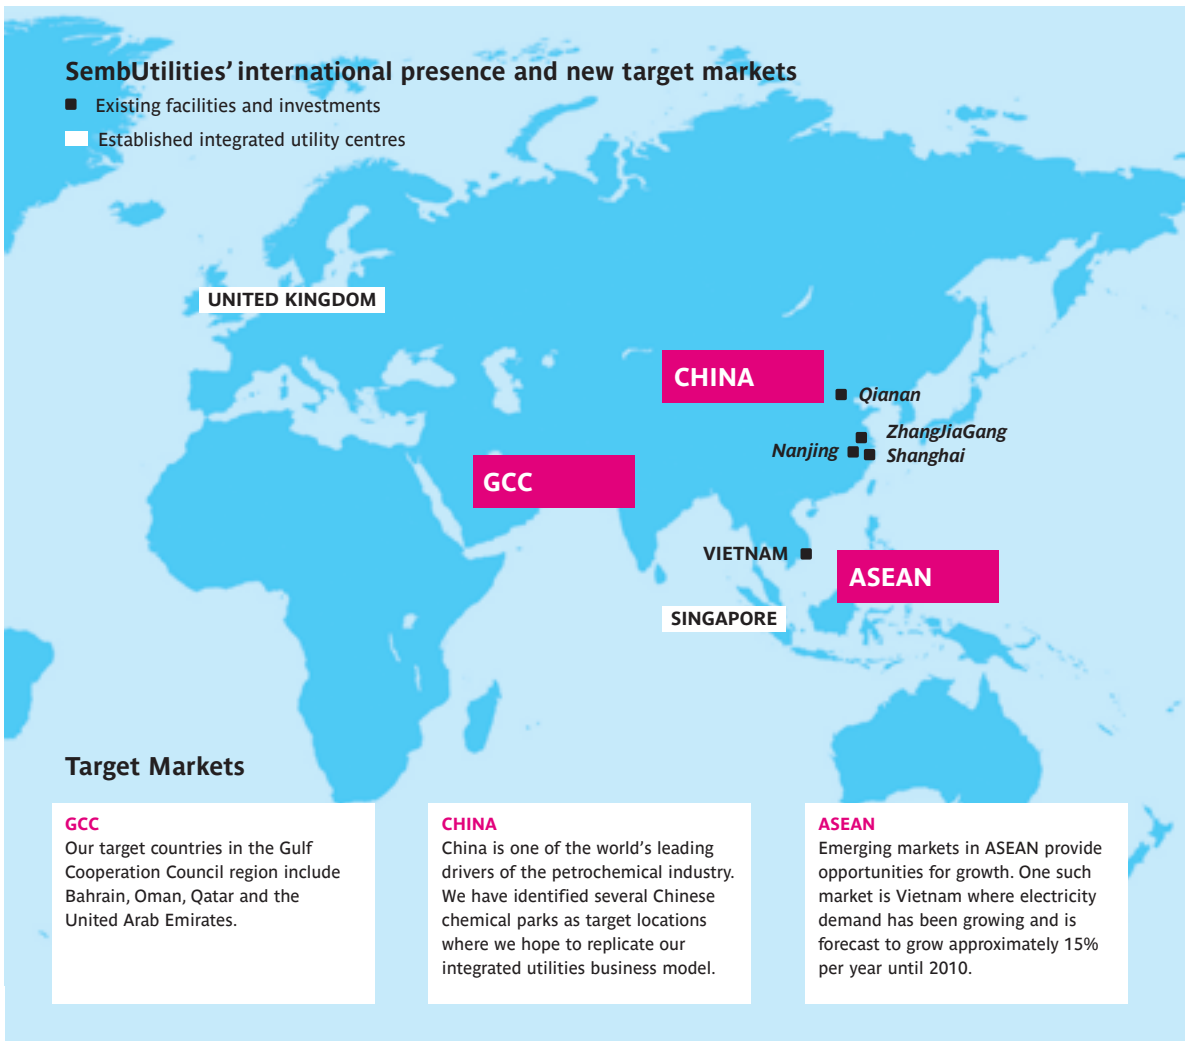 SembUtilities’ international presence and new target markets
Existing facilities and investments
Established integrated utility centres
UNITED KINGDOM
CHINA
Qianan
ZhangJiaGang
Nanjing
Shanghai
GCC
VIETNAM
ASEAN
SINGAPORE
Target Markets
GCC
Our target countries in the Gulf
Cooperation Council region include
Bahrain, Oman, Qatar and the
United Arab Emirates.
CHINA
China is one of the world’s leading
drivers of the petrochemical industry.
We have identified several Chinese
chemical parks as target locations
where we hope to replicate our
integrated utilities business model.
ASEAN
Emerging markets in ASEAN provide
opportunities for growth. One such
market is Vietnam where electricity
demand has been growing and is
forecast to grow approximately 15%
per year until 2010.